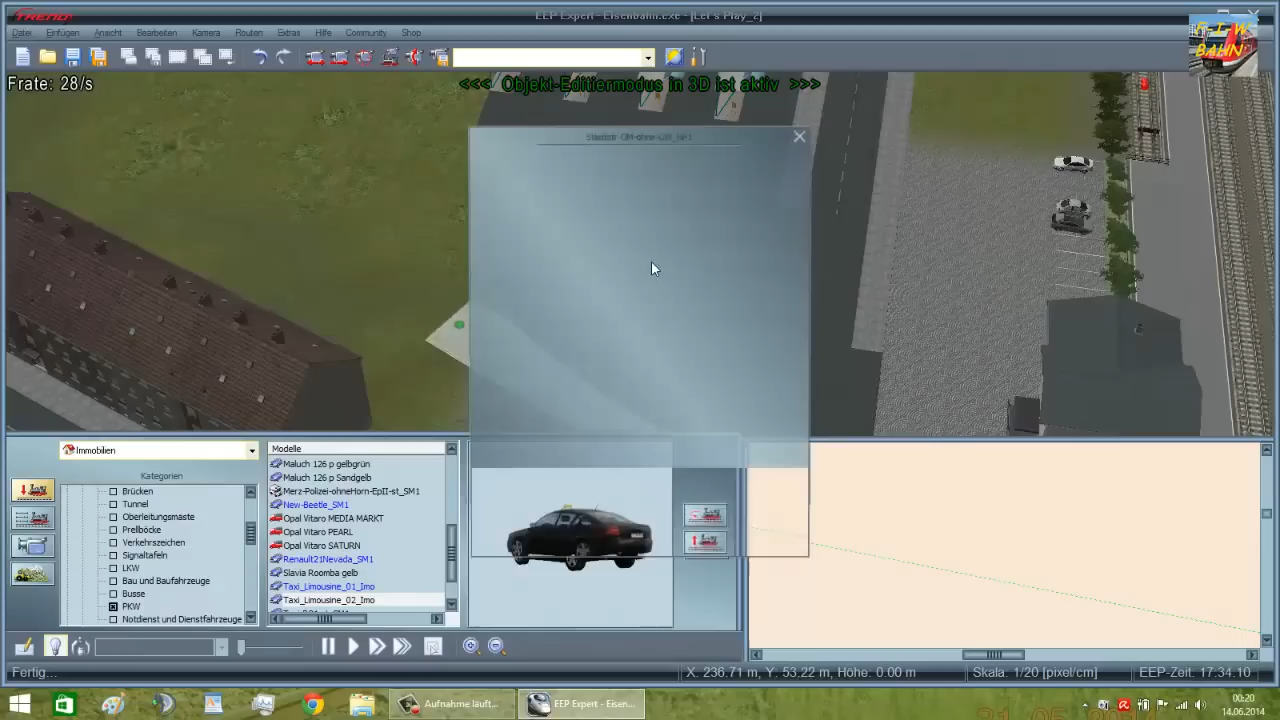 TREND
EEP Expert - Eisenbahn.exe - [Let's Play_2]
F-I-W
BAHN
Datei Einfügen Ansicht Bearbeiten Kamera Routen Extras Hilfe Community Shop
Frate: 28/s
<<< Objekt-Editiermodus in 3D ist aktiv >>>
Immobilien
Kategorien
Brücken
Tunnel
Oberleitungsmaste
Prellböcke
Verkehrszeichen
Signaltafeln
LKW
Bau und Baufahrzeuge
Busse
PKW
Notdienst und Dienstfahrzeuge
Modelle
Maluch 126 p gelbgrün
Maluch 126 p Sandgelb
Merz-Polizei-ohneHorn-EpII-st_SM1
New-Beetle_SM1
Opal Vitaro MEDIA MARKT
Opal Vitaro PEARL
Opal Vitaro SATURN
Renault21Nevada_SM1
Slavia Roomba gelb
Taxi_Limousine_01_Imo
Taxi_Limousine_02_Imo
Fertig...
X: 236.71 m, Y: 53.22 m, Höhe: 0.00 m
Skala: 1/20 [pixel/cm]
EEP-Zeit: 17:34.10
Aufnahme läuft...
EEP Expert - Eisen...
00:20
14.06.2014